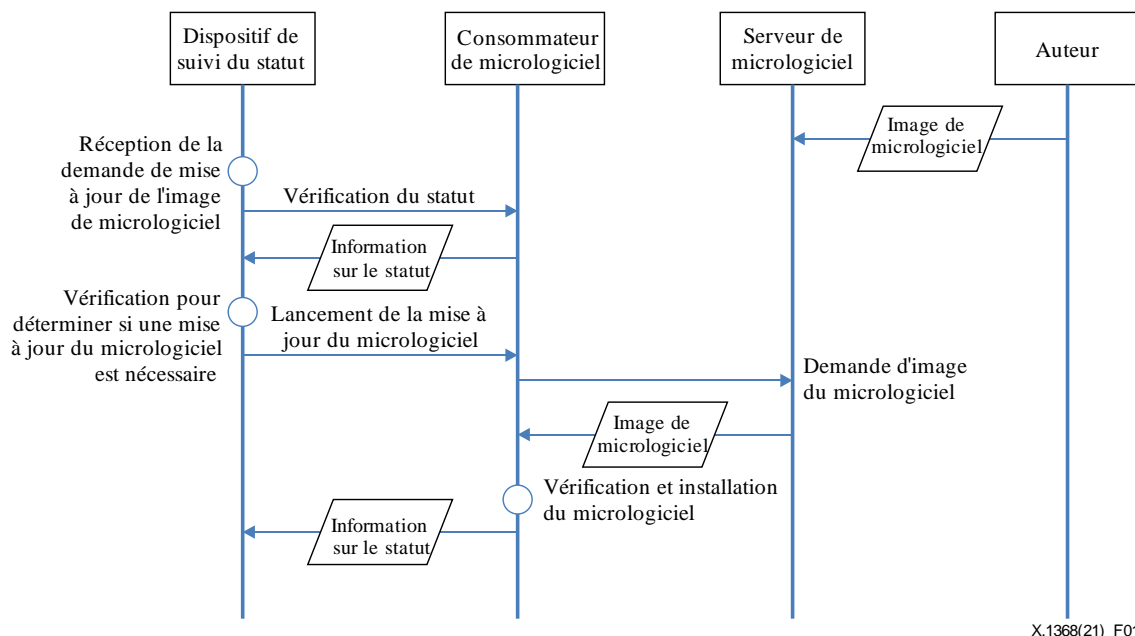 Dispositif de
suivi du statut
Consommateur
de micrologiciel
Serveur de
micrologiciel
Auteur
Image de
micrologiciel
Réception de la
demande de mise
à jour de l'image
de micrologiciel
Vérification du statut
Information
sur le statut
Vérification pour
déterminer si une mise
à jour du micrologiciel
est nécessaire
Lancement de la mise à
jour du micrologiciel
Demande d'image
du micrologiciel
Image de
micrologiciel
Vérification et installation
du micrologiciel
Information
sur le statut
X.1368(21)_F01